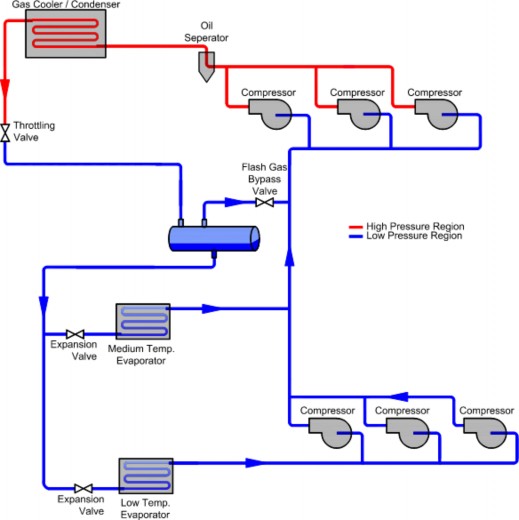 Gas Cooler / Condenser
Oil
Seperator
Compressor
Compressor
Compressor
Throttling
Valve
Flash Gas
Bypass
Valve
High Pressure Region
Low Pressure Region
Expansion
Valve
Medium Temp.
Evaporator
Compressor
Compressor
Compressor
Expansion
Valve
Low Temp.
Evaporator